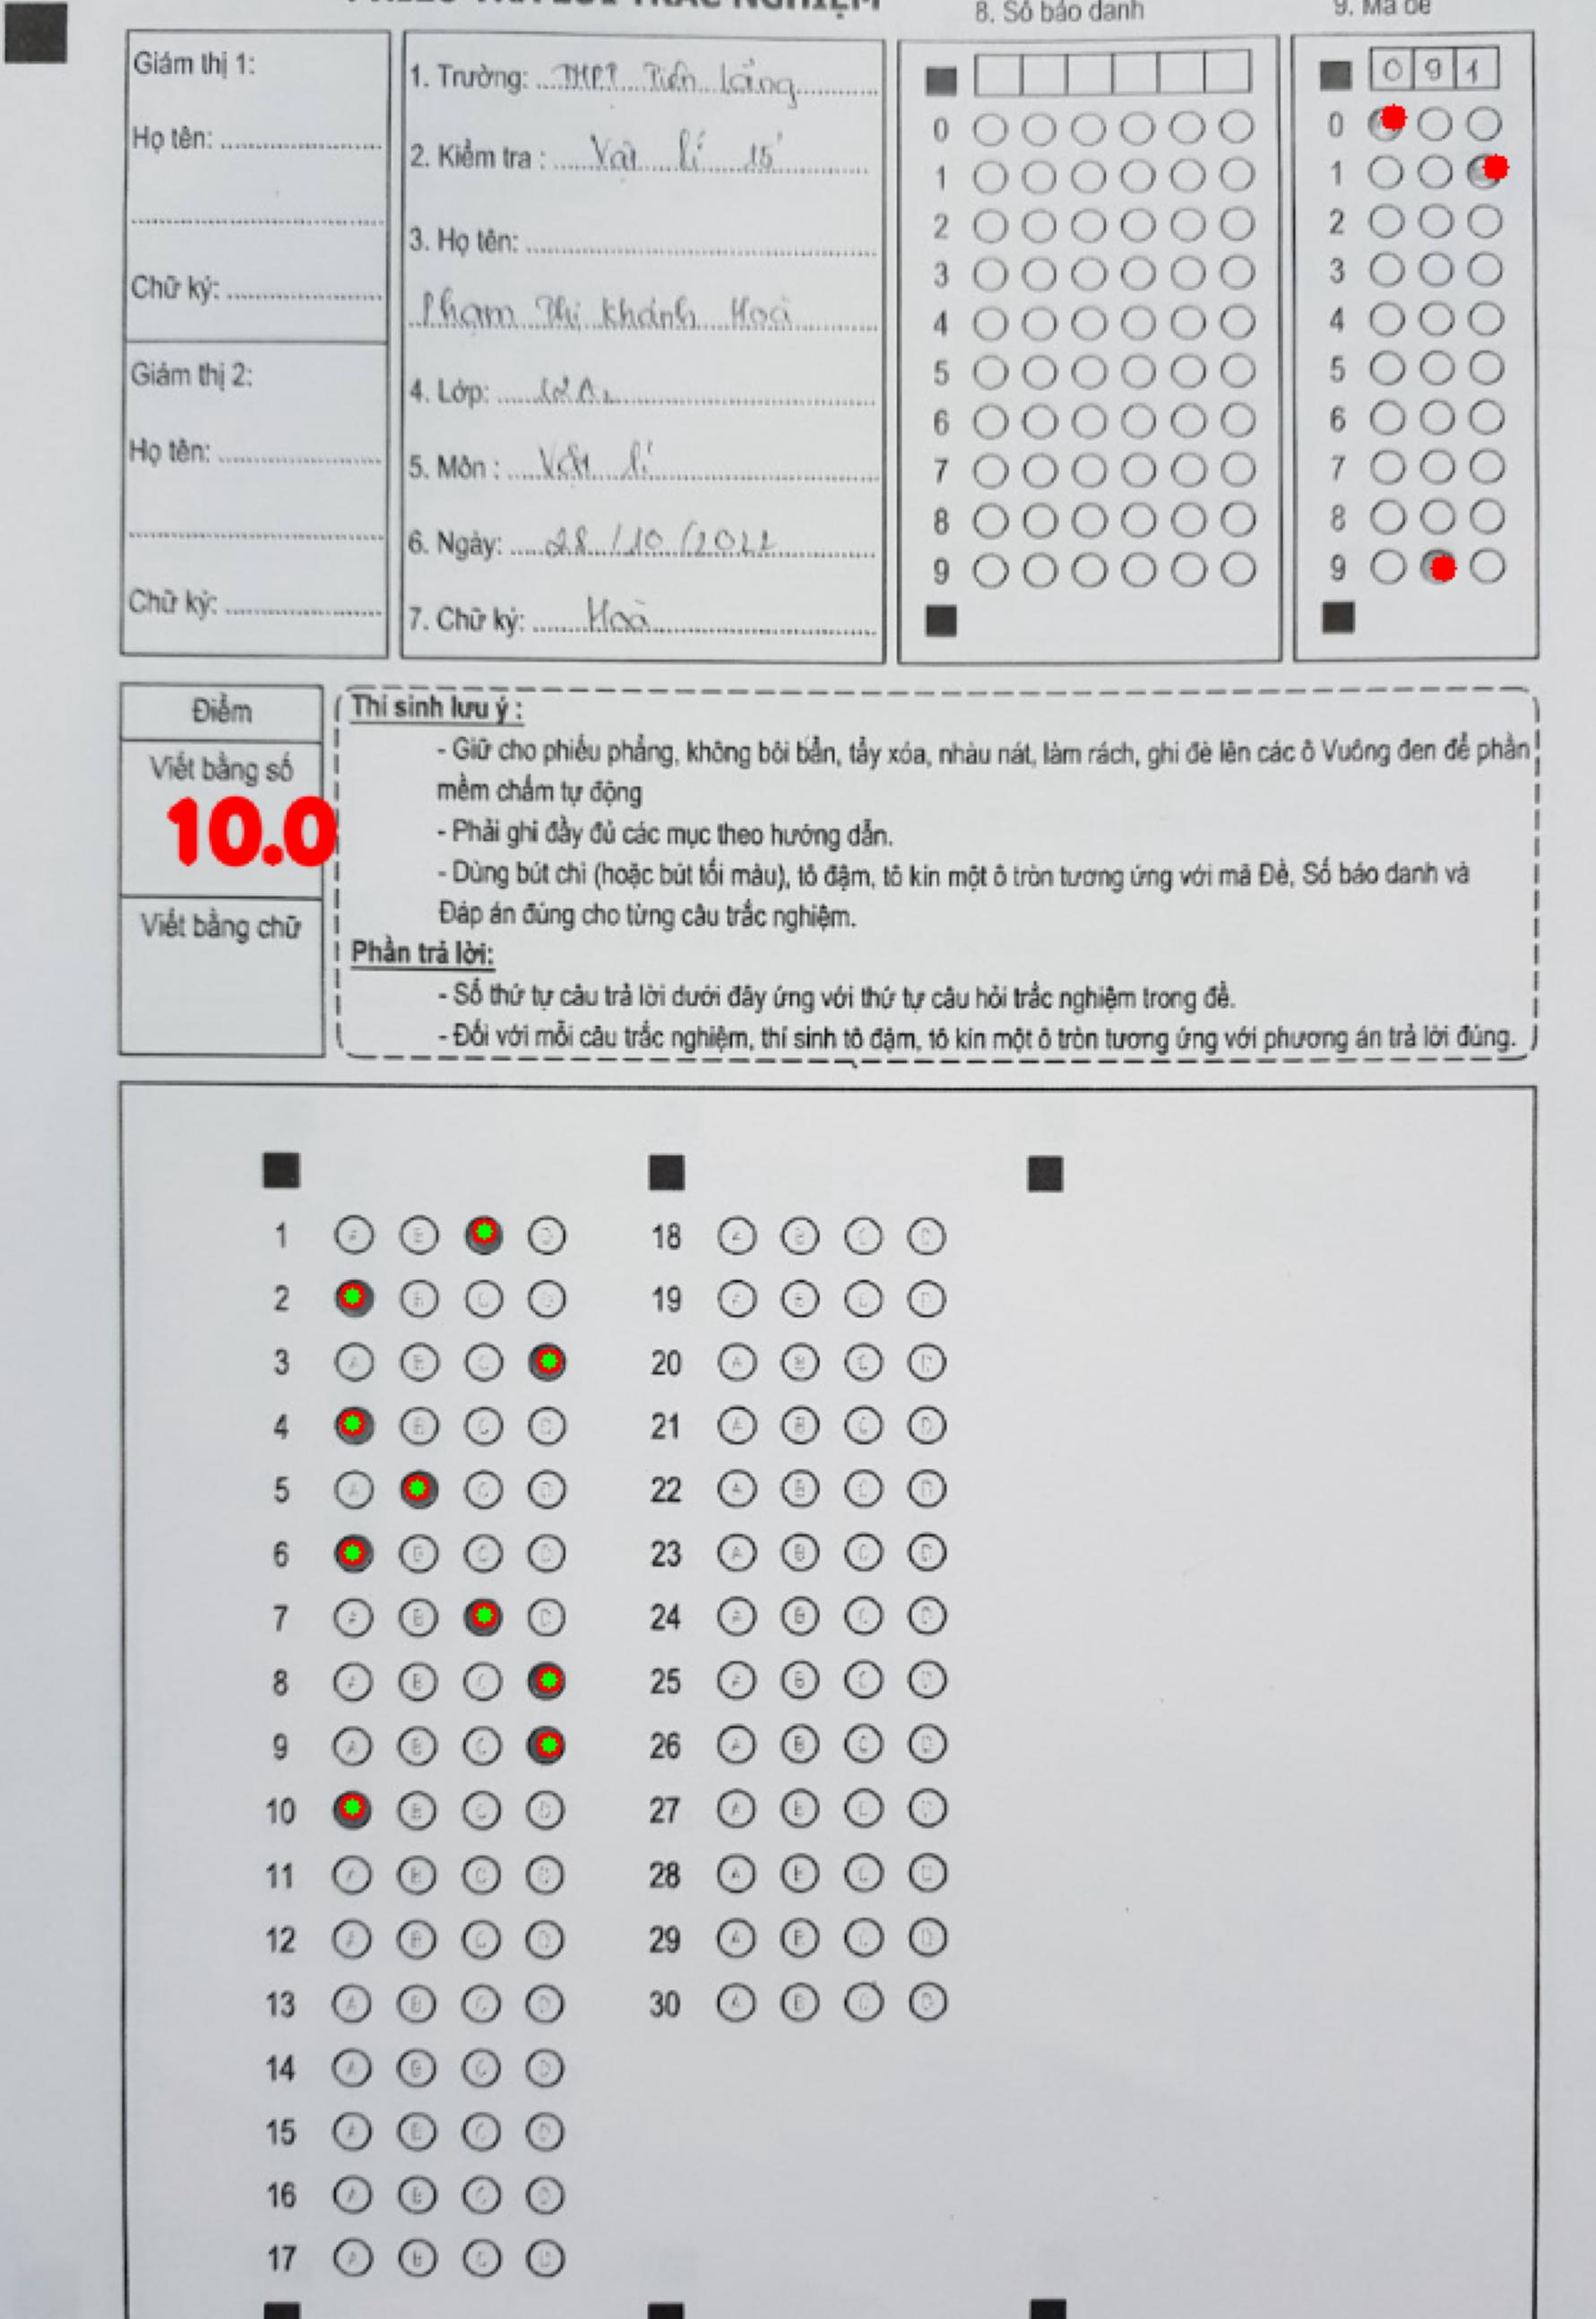 8. Số báo danh
9. Mã đề
Giám thị 1:
Họ tên:
Chữ ký:
Giám thị 2:
Họ tên:
Chữ ký:
1. Trường: THPT Tiên Lãng
2. Kiểm tra : Vật lí 15'
3. Họ tên:
Phạm Thị Khánh Hoà
4. Lớp:
5. Môn : Vật lí
6. Ngày: 28/10/2022
7. Chữ ký: Hoà
0
1
2
3
4
5
6
7
8
9
0 9 1
0
1
2
3
4
5
6
7
8
9
Điểm
Viết bằng số
10.0
Viết bằng chữ
Thí sinh lưu ý :
- Giữ cho phiếu phẳng, không bôi bẩn, tẩy xóa, nhàu nát, làm rách, ghi đè lên các ô Vuông đen để phần
mềm chấm tự động
- Phải ghi đầy đủ các mục theo hướng dẫn.
- Dùng bút chì (hoặc bút tối màu), tô đậm, tô kín một ô tròn tương ứng với mã Đề, Số báo danh và
Đáp án đúng cho từng câu trắc nghiệm.
Phần trả lời:
- Số thứ tự câu trả lời dưới đây ứng với thứ tự câu hỏi trắc nghiệm trong đề.
- Đối với mỗi câu trắc nghiệm, thí sinh tô đậm, tô kín một ô tròn tương ứng với phương án trả lời đúng.
1 A B D
2 B C D
3 A B C
4 B C D
5 A C D
6 B C D
7 A B D
8 A B C
9 A B C
10 B C D
11 A B C D
12 A B C D
13 A B C D
14 A B C D
15 A B C D
16 A B C D
17 A B C D
18 A B C D
19 A B C D
20 A B C D
21 A B C D
22 A B C D
23 A B C D
24 A B C D
25 A B C D
26 A B C D
27 A B C D
28 A B C D
29 A B C D
30 A B C D